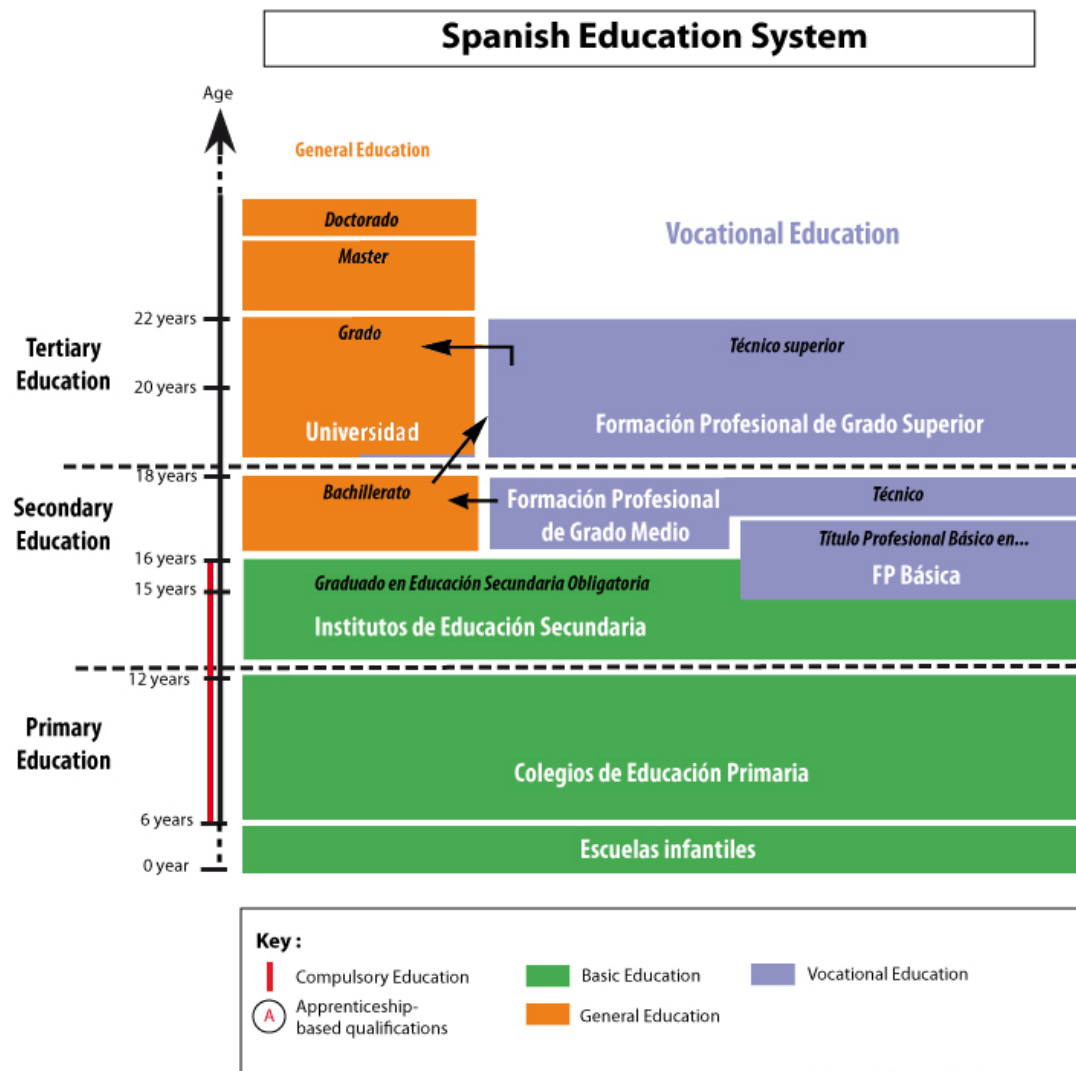 Spanish Education System
Age
General Education
Doctorado
Vocational Education
Master
22 years
Grado
Técnico superior
Tertiary
Education
20 years
Universidad
Formación Profesional de Grado Superior
18 years
Secondary
Education
Bachillerato
Formación Profesional
de Grado Medio
Técnico
Título Profesional Básico en...
FP Básica
16 years
15 years
Graduado en Educación Secundaria Obligatoria
Institutos de Educación Secundaria
12 years
Primary
Education
Colegios de Educación Primaria
6 years
Escuelas infantiles
0 year
Key :
Compulsory Education
Basic Education
Vocational Education
A
Apprenticeship-
based qualifications
General Education